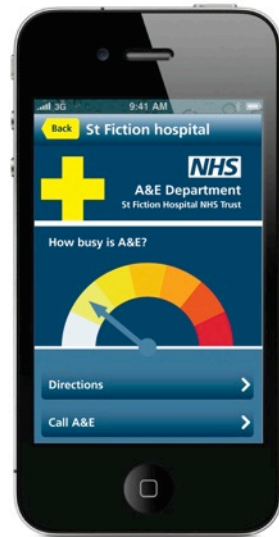 3G 9:41 AM
Back St Fiction hospital
NHS
A&E Department
St Fiction Hospital NHS Trust
How busy is A&E?
Directions
Call A&E